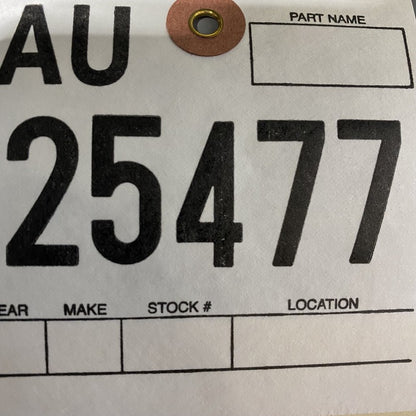 AU
PART NAME
25477
EAR MAKE STOCK # LOCATION